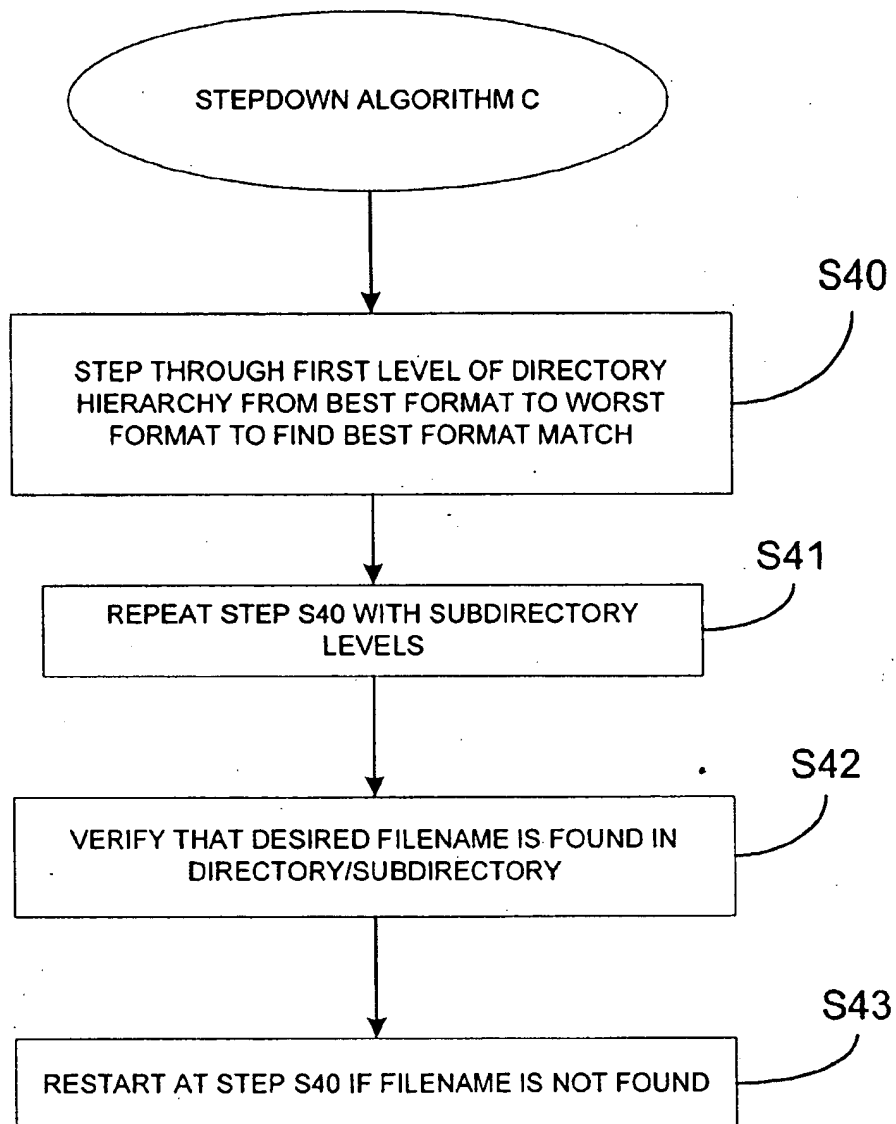 STEPDOWN ALGORITHM C
S40
STEP THROUGH FIRST LEVEL OF DIRECTORY
HIERARCHY FROM BEST FORMAT TO WORST
FORMAT TO FIND BEST FORMAT MATCH
S41
REPEAT STEP S40 WITH SUBDIRECTORY
LEVELS
S42
VERIFY THAT DESIRED FILENAME IS FOUND IN
DIRECTORY/SUBDIRECTORY
S43
RESTART AT STEP S40 IF FILENAME IS NOT FOUND